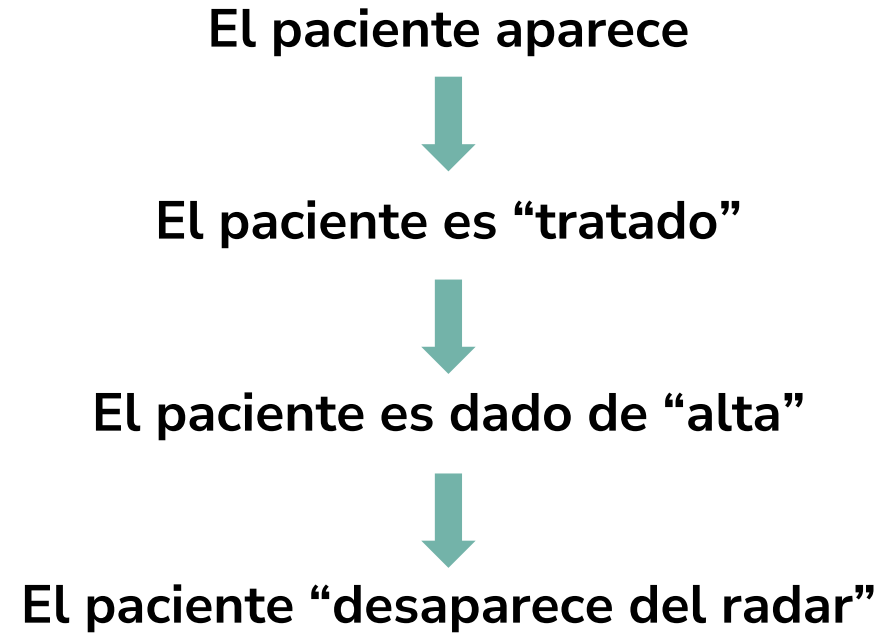 El paciente aparece
El paciente es “tratado”
El paciente es dado de “alta”
El paciente “desaparece del radar”